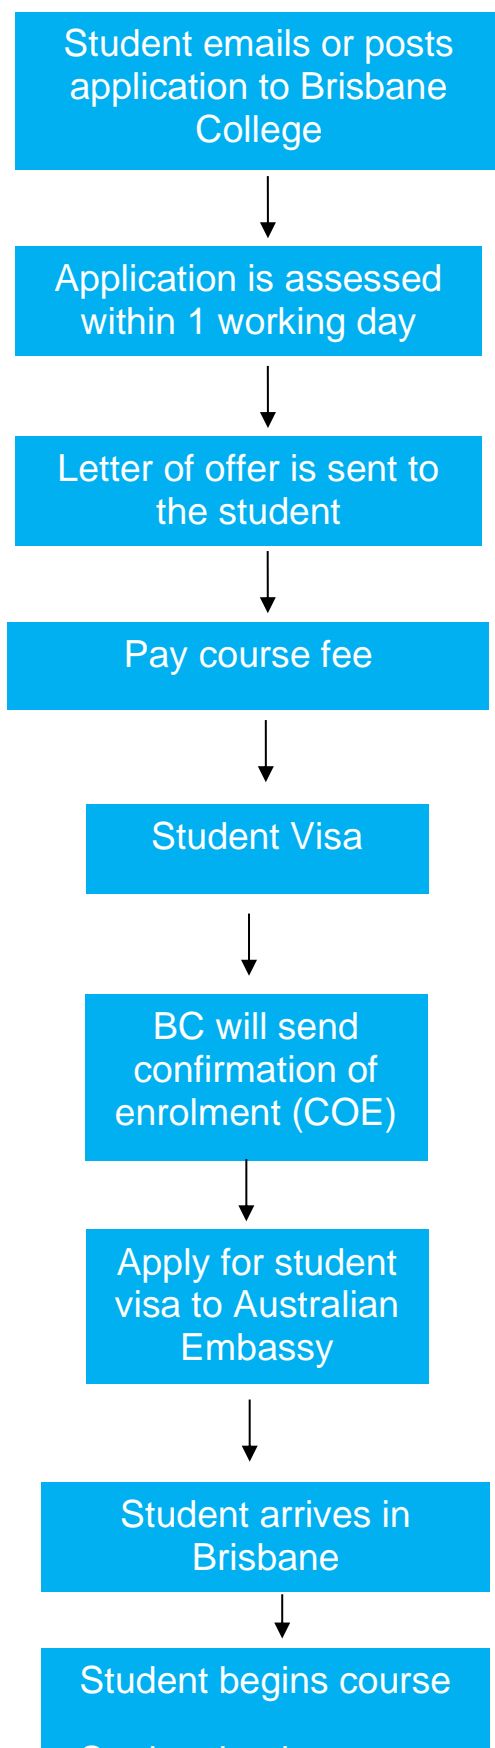 Student emails or posts
application to Brisbane
College
Application is assessed
within 1 working day
Letter of offer is sent to
the student
Pay course fee
Student Visa
BC will send
confirmation of
enrolment (COE)
Apply for student
visa to Australian
Embassy
Student arrives in
Brisbane
Student begins course